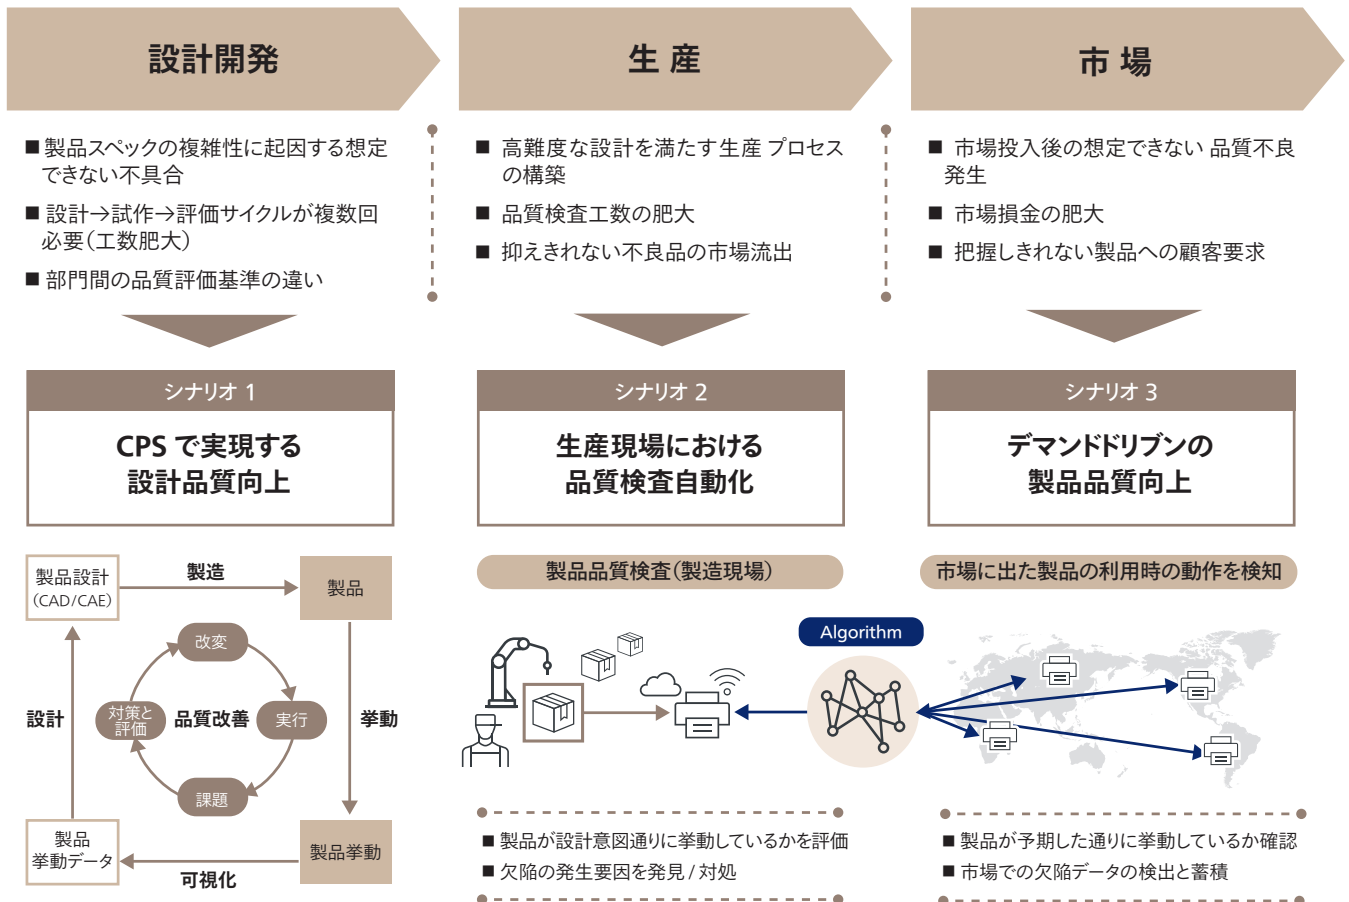 設計開発
■ 製品スペックの複雑性に起因する想定
できない不具合
■ 設計→試作→評価サイクルが複数回
必要（工数肥大）
■ 部門間の品質評価基準の違い
生 産
■ 高難度な設計を満たす生産 プロセス
の構築
■ 品質検査工数の肥大
■ 抑えきれない不良品の市場流出
市 場
■ 市場投入後の想定できない 品質不良
発生
■ 市場損金の肥大
■ 把握しきれない製品への顧客要求
シナリオ 1
CPS で実現する
設計品質向上
シナリオ 2
生産現場における
品質検査自動化
シナリオ 3
デマンドドリブンの
製品品質向上
製品設計
（CAD/CAE）
製造
製品
改変
設計
対策と
評価
品質改善
実行
挙動
課題
製品
挙動データ
可視化
製品挙動
製品品質検査（製造現場）
Algorithm
■ 製品が設計意図通りに挙動しているかを評価
■ 欠陥の発生要因を発見 / 対処
市場に出た製品の利用時の動作を検知
■ 製品が予期した通りに挙動しているか確認
■ 市場での欠陥データの検出と蓄積